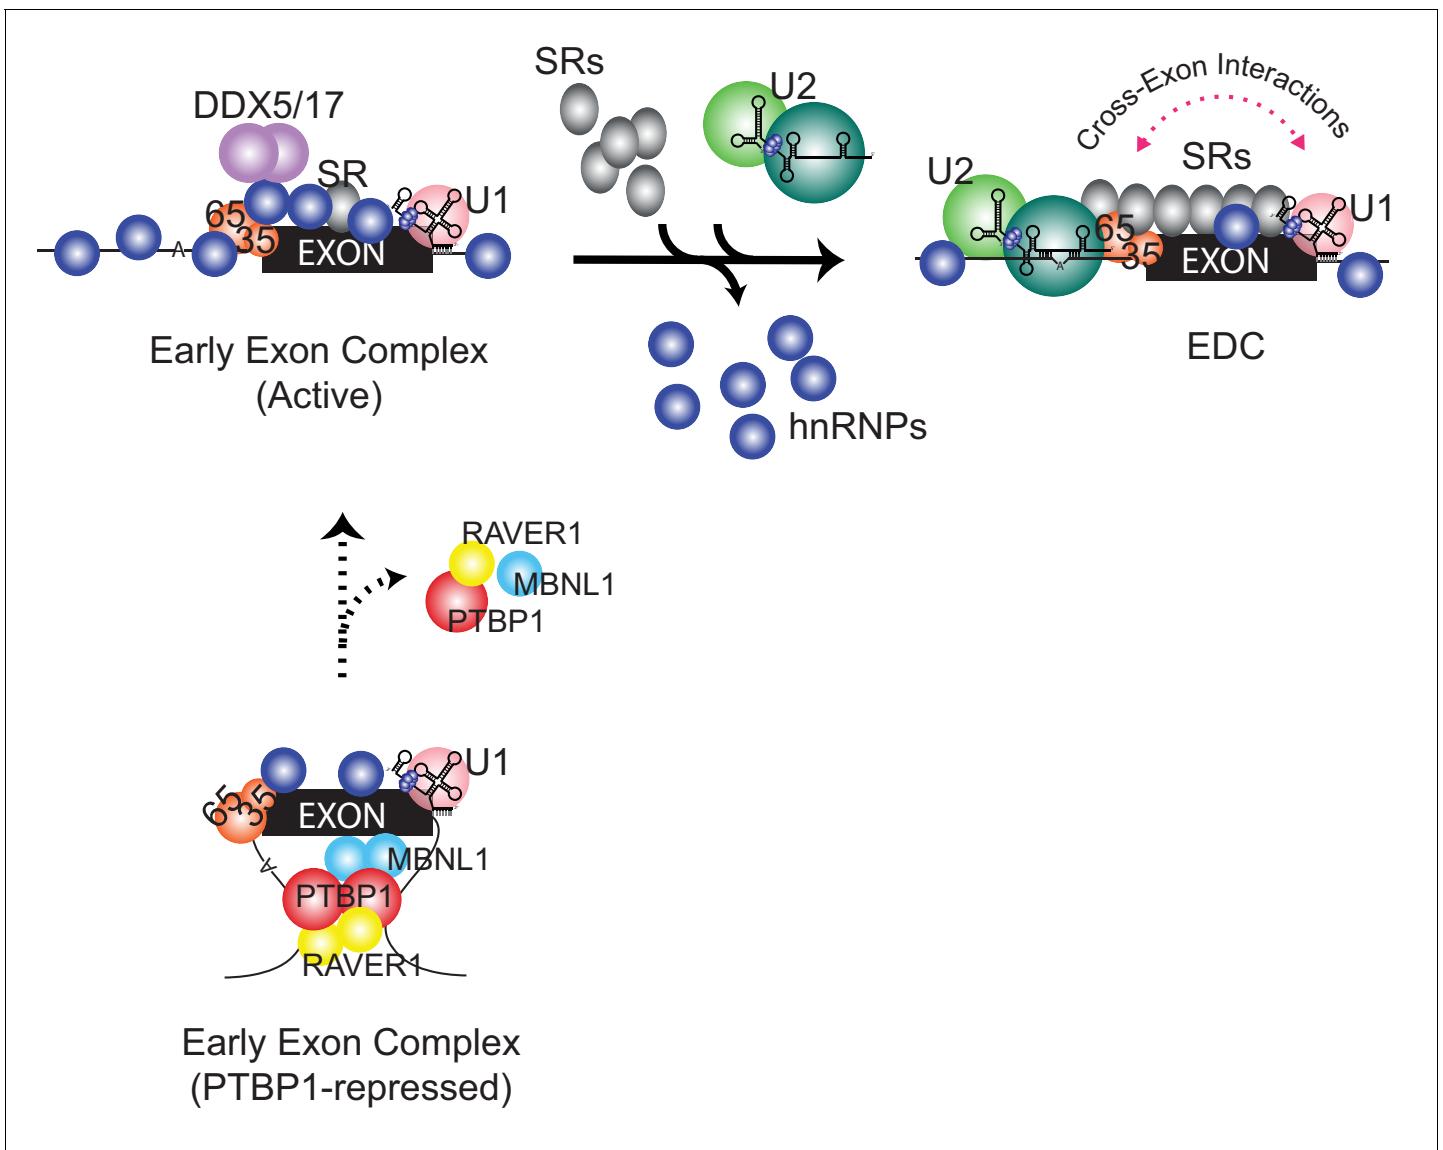 DDX5/17
SR
65
35
A
EXON
U1
Early Exon Complex
(Active)
SRs
U2
hnRNPs
Cross-Exon Interactions
SRs
U2
65
35
A
EXON
U1
EDC
RAVER1
MBNL1
PTBP1
U1
65
35
EXON
A
MBNL1
PTBP1
RAVER1
Early Exon Complex
(PTBP1-repressed)